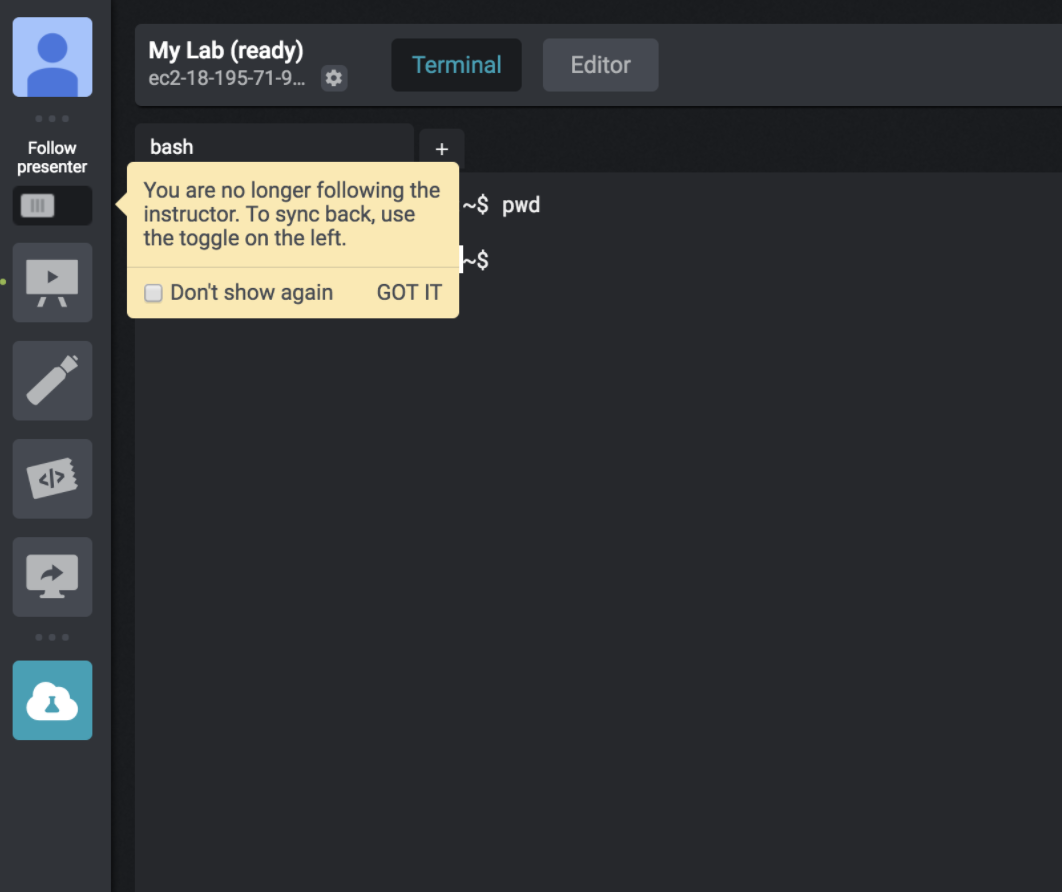 My Lab (ready)
ec2-18-195-71-9...
Terminal
Editor
Follow
presenter
bash
+
You are no longer following the
instructor. To sync back, use
the toggle on the left.
Don't show again
GOT IT
~$ pwd
~$